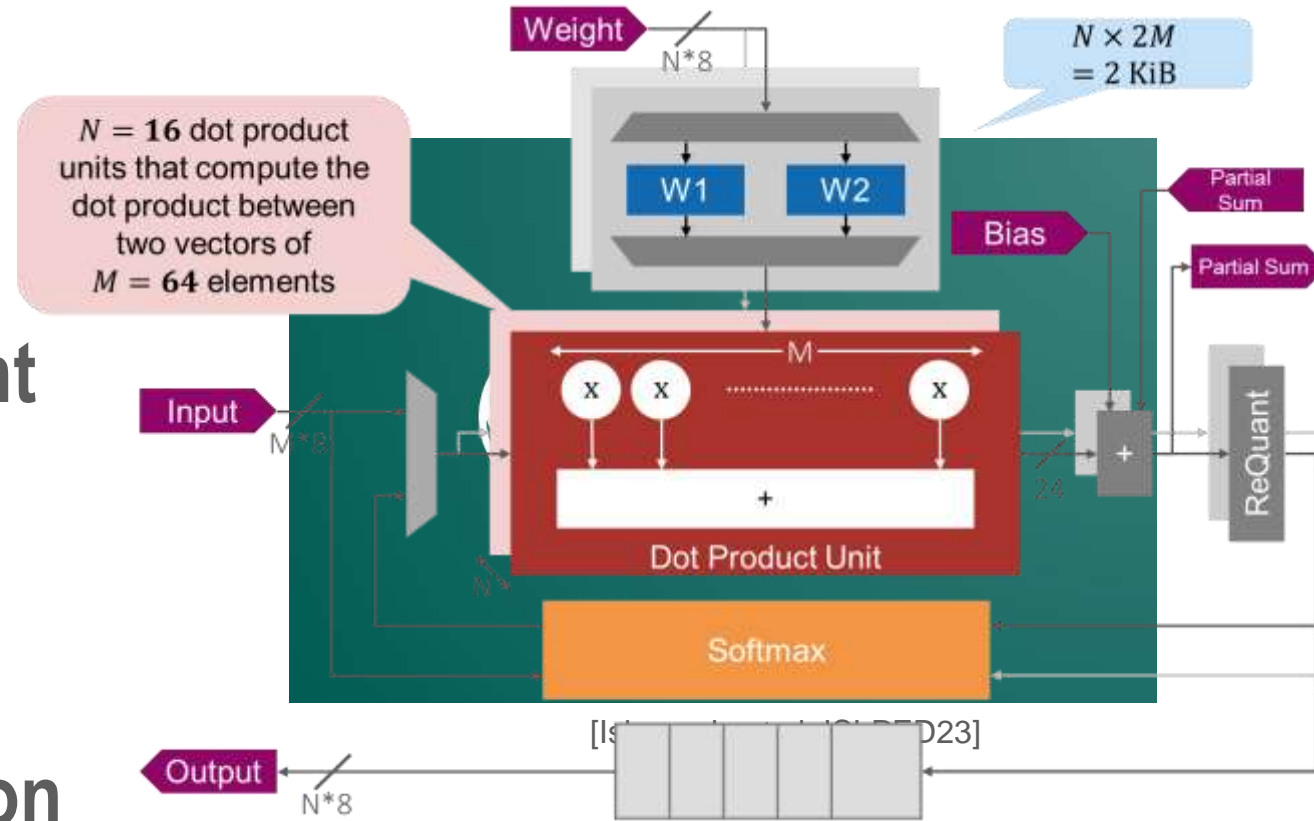 Weight
N*8
N × 2M
= 2 KiB
N = 16 dot product
units that compute the
dot product between
two vectors of
M = 64 elements
W1
W2
Partial
Sum
Bias
Partial Sum
nt
M
Input
M*8
x
x
x
+
24
+
ReQuant
Dot Product Unit
N
Softmax
D23]
Output
N*8
on